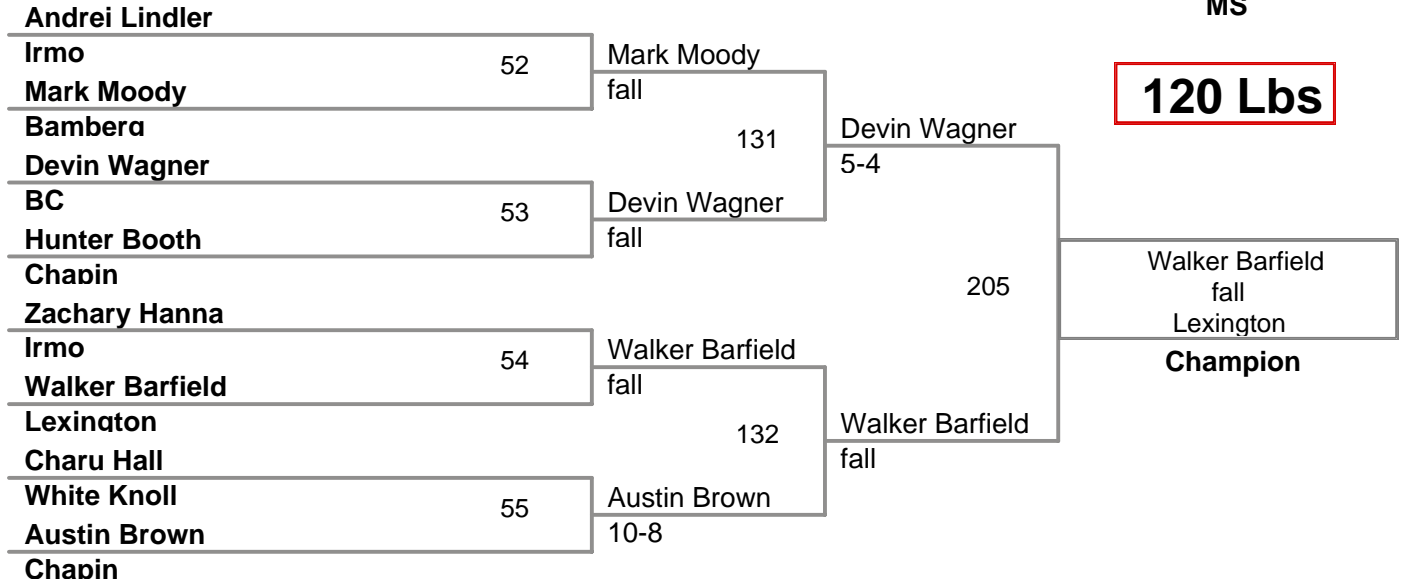 MS
120 Lbs
Andrei Lindler
Irmo
52
Mark Moody
Bamberg
Mark Moody
fall
131
Devin Wagner
BC
53
Hunter Booth
Chapin
Devin Wagner
fall
Devin Wagner
5-4
205
Zachary Hanna
Irmo
54
Walker Barfield
Lexington
Walker Barfield
fall
132
Charu Hall
White Knoll
55
Austin Brown
Chapin
Austin Brown
10-8
Walker Barfield
fall
Walker Barfield
fall
Lexington
Champion